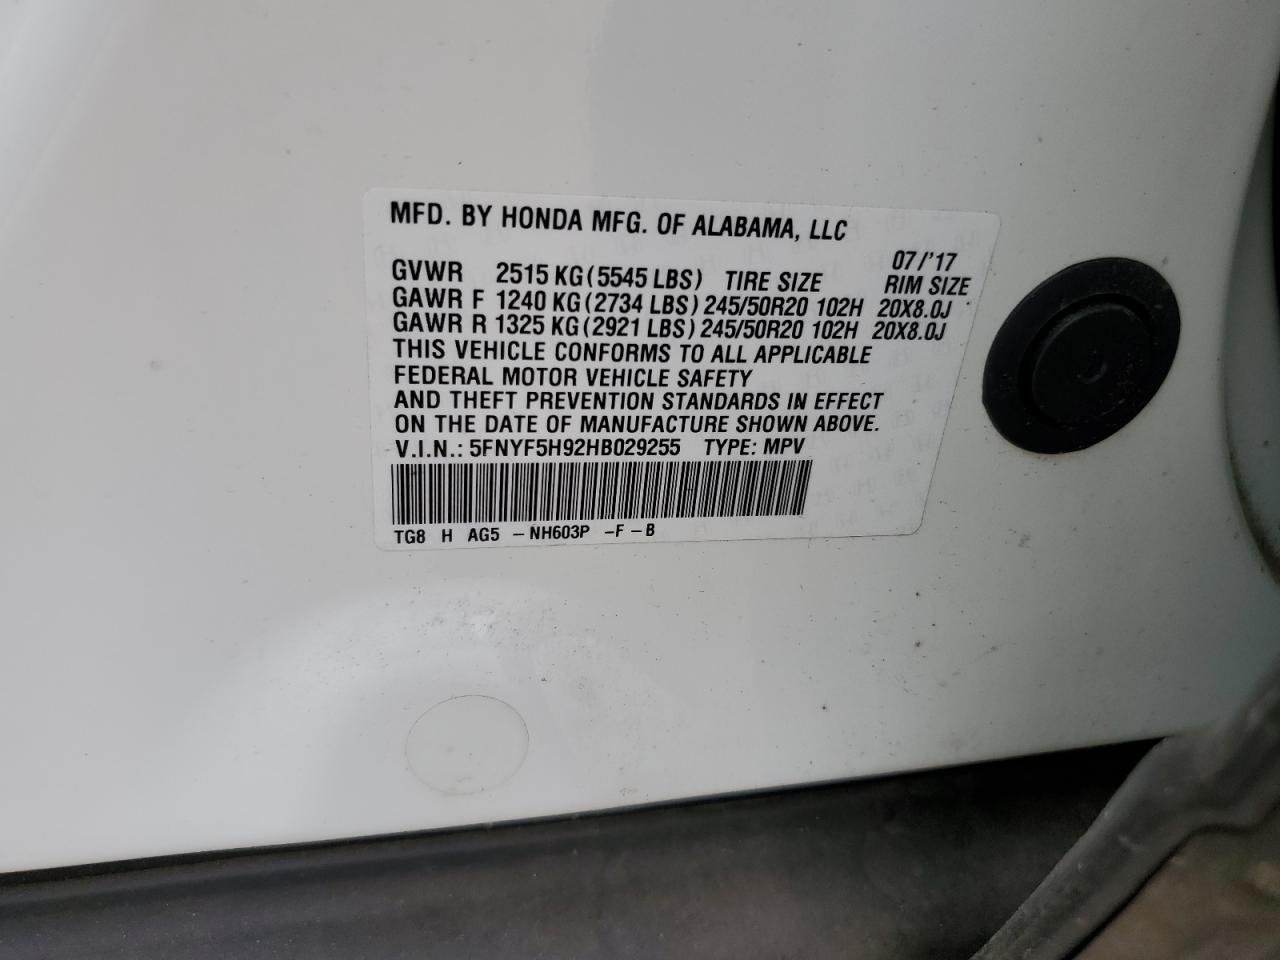 MFD. BY HONDA MFG. OF ALABAMA, LLC
07/'17
GVWR 2515 KG (5545 LBS) TIRE SIZE RIM SIZE
GAWR F 1240 KG (2734 LBS) 245/50R20 102H 20X8.0J
GAWR R 1325 KG (2921 LBS) 245/50R20 102H 20X8.0J
THIS VEHICLE CONFORMS TO ALL APPLICABLE
FEDERAL MOTOR VEHICLE SAFETY
AND THEFT PREVENTION STANDARDS IN EFFECT
ON THE DATE OF MANUFACTURE SHOWN ABOVE.
V.I.N.: 5FNYF5H92HB029255 TYPE: MPV
TG8 H AG5 - NH603P -F - B